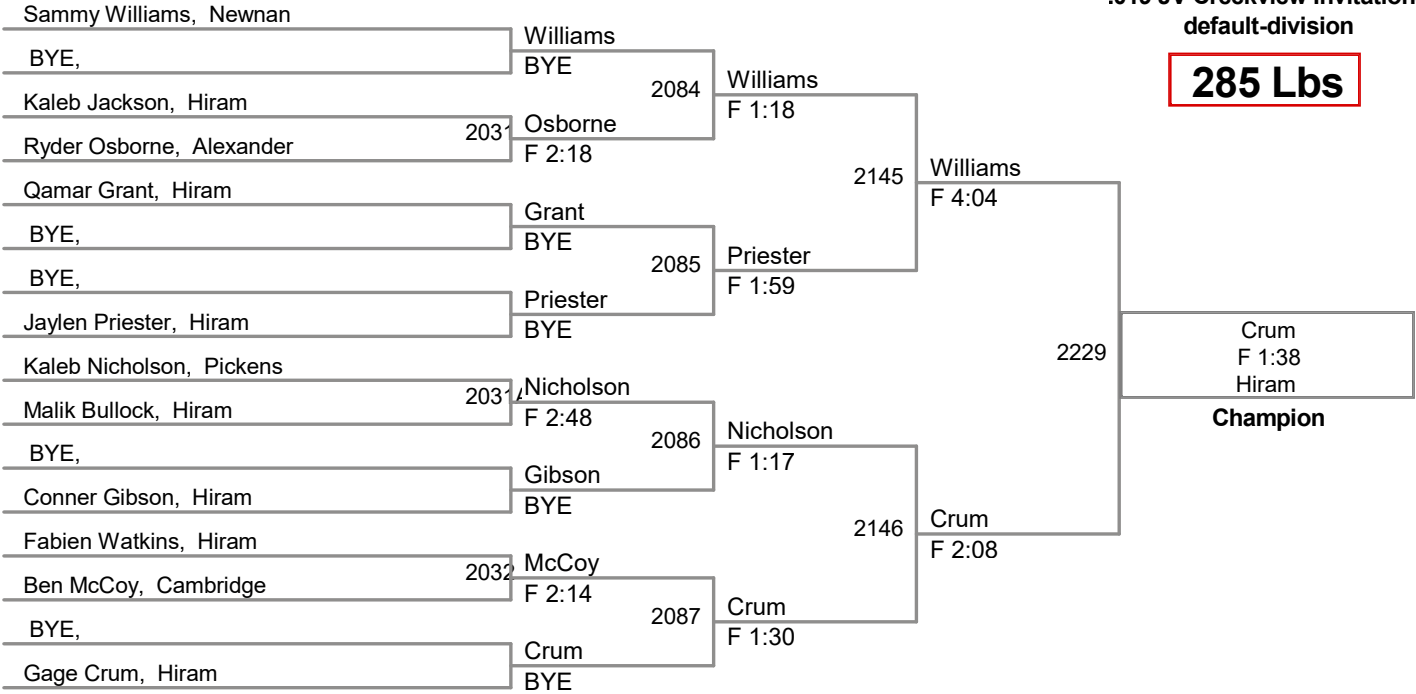 Sammy Williams, Newnan
BYE,
Kaleb Jackson, Hiram
Ryder Osborne, Alexander
Qamar Grant, Hiram
BYE,
BYE,
Jaylen Priester, Hiram
Kaleb Nicholson, Pickens
Malik Bullock, Hiram
BYE,
Conner Gibson, Hiram
Fabien Watkins, Hiram
Ben McCoy, Cambridge
BYE,
Gage Crum, Hiram
2031
2031A
2032
Williams
BYE
Osborne
F 2:18
Grant
BYE
Priester
BYE
Nicholson
F 2:48
Gibson
BYE
McCoy
F 2:14
Crum
BYE
2084
2085
2086
2087
Williams
F 1:18
Priester
F 1:59
Nicholson
F 1:17
Crum
F 1:30
2145
2146
Williams
F 4:04
Crum
F 2:08
2229
default-division
285 Lbs
Crum
F 1:38
Hiram
Champion